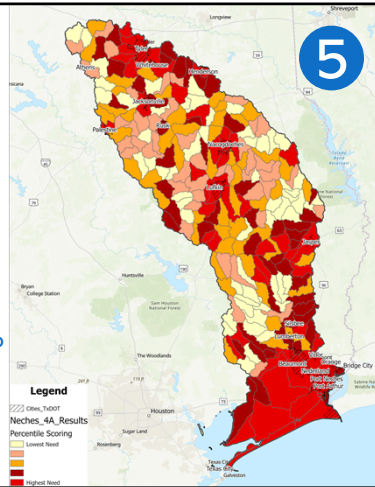 Shreveport
Longview
5
Tyler
Whitehouse
Athens
Henderson
Jacksonville
Palestine
Rusk
Nacogdoches
Lufkin
Jasper
Huntsville
Bryan
College Station
Sam Houston
National Forest
Silsbee
Lumberton
The Woodlands
Beaumont
Vidor
Orange
Bridge City
Nederland
Port Neches
Port Arthur
Legend
Cities_TxDOT
Neches_4A_Results
Percentile Scoring
Lowest Need
Highest Need
Houston
Sugar Land
Rosenberg
Texas City
Galveston